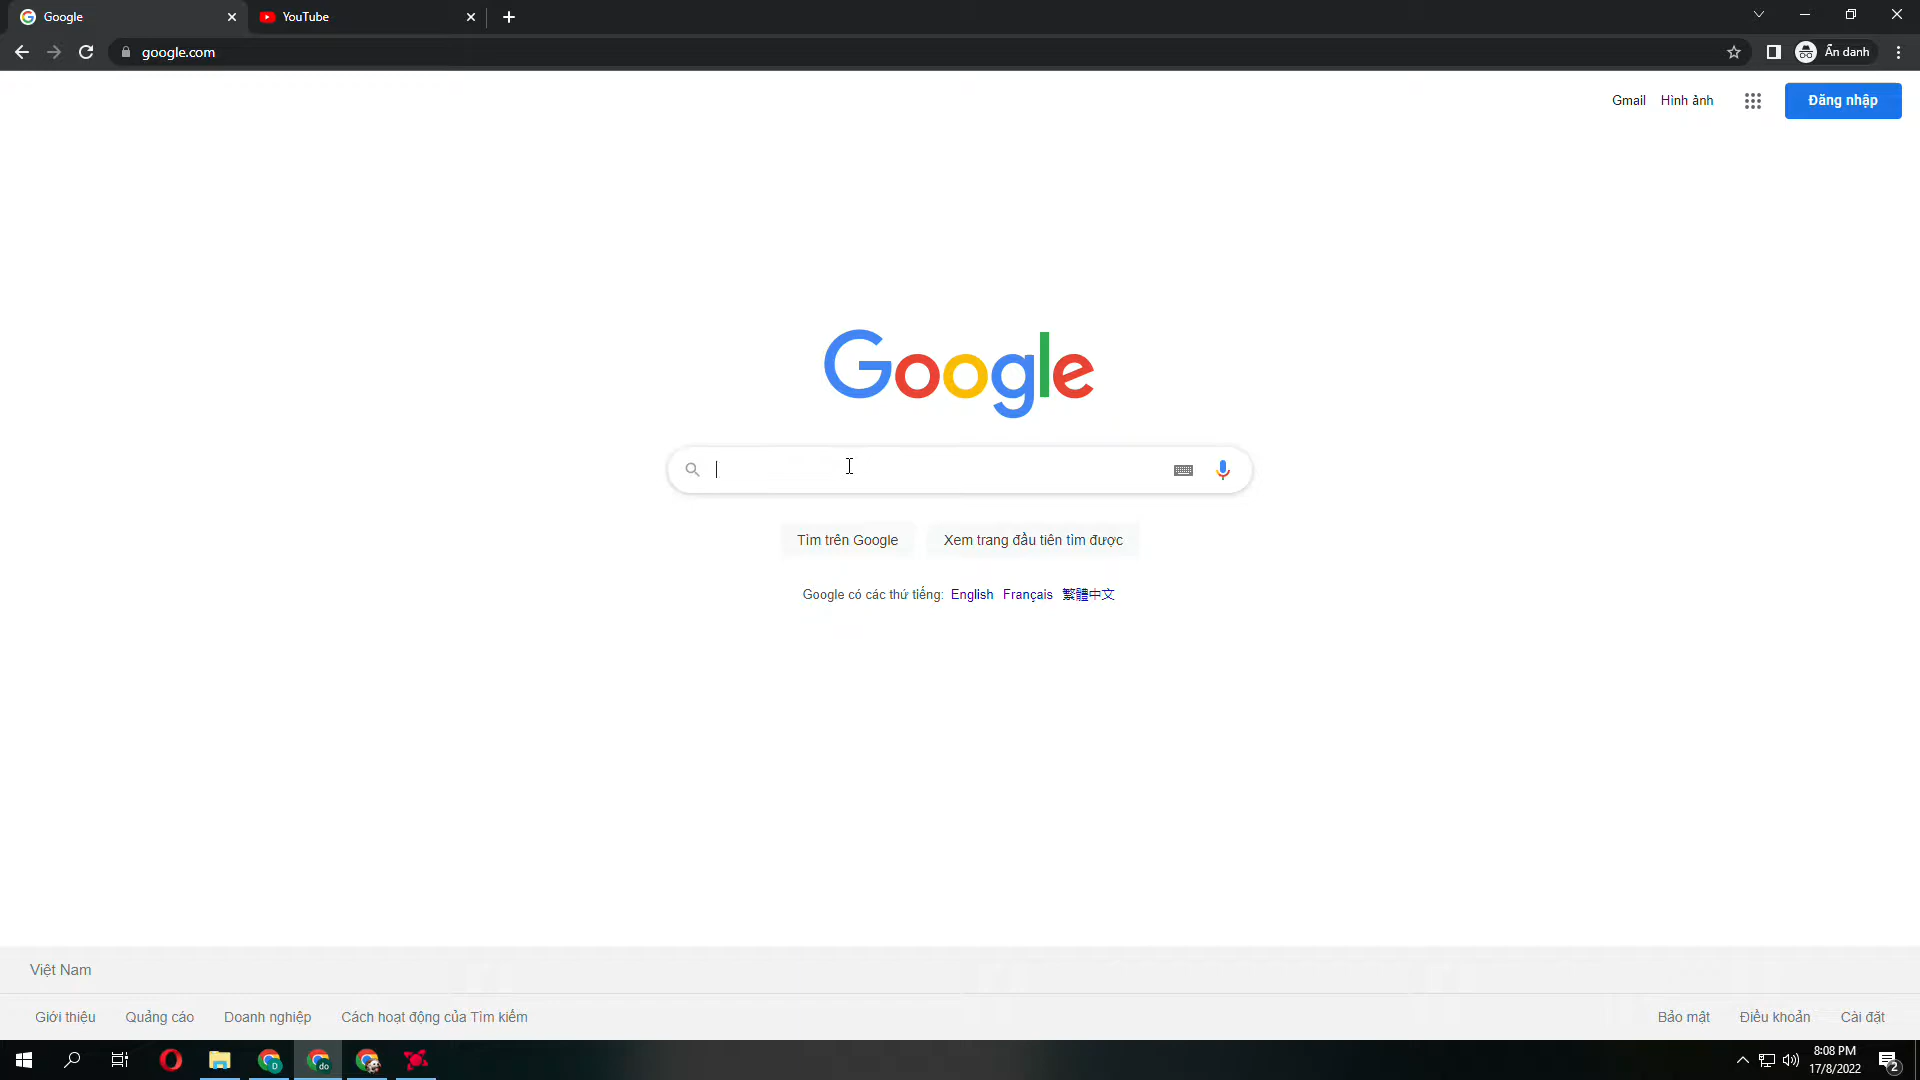 Google
YouTube
google.com
Ẩn danh
Gmail
Hình ảnh
Đăng nhập
Google
Tìm trên Google
Xem trang đầu tiên tìm được
Google có các thứ tiếng: English Français 繁體中文
Việt Nam
Giới thiệu
Quảng cáo
Doanh nghiệp
Cách hoạt động của Tìm kiếm
Bảo mật
Điều khoản
Cài đặt
D
do
8:08 PM
17/8/2022
2